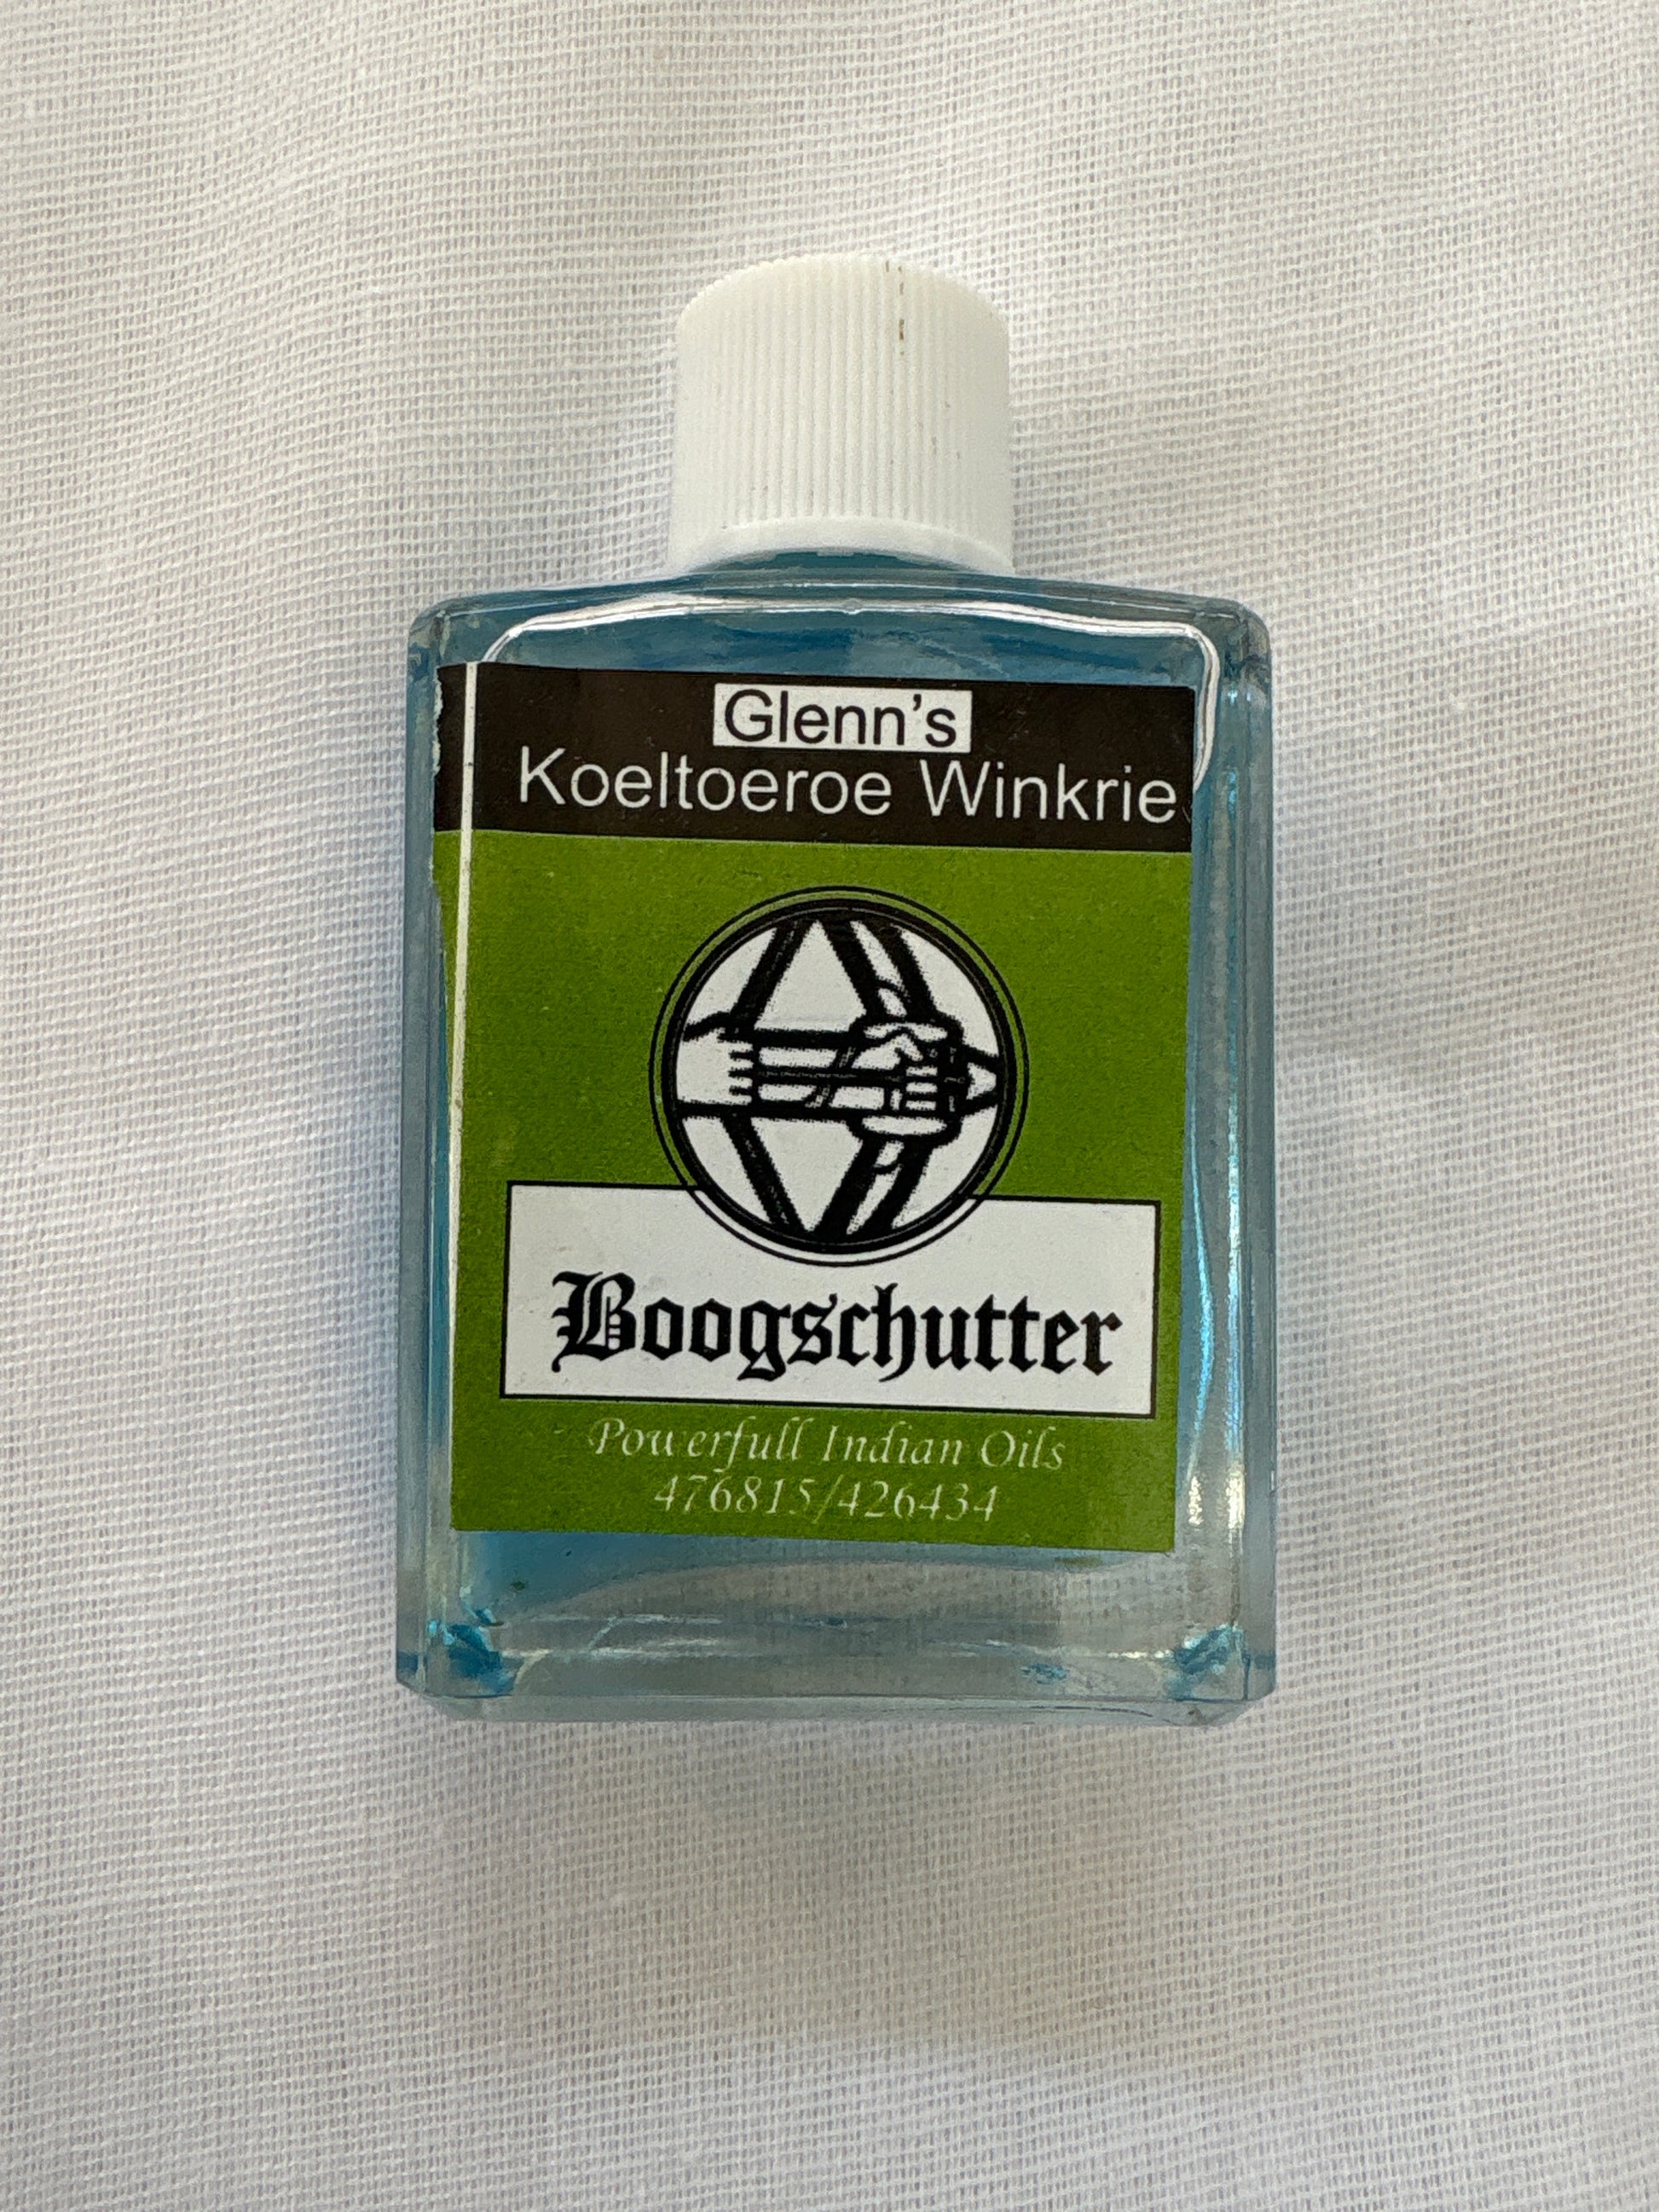 Glenn's
Koeltoeroe Winkrie
Boogschutter
Powerfull Indian Oils
476815/426434